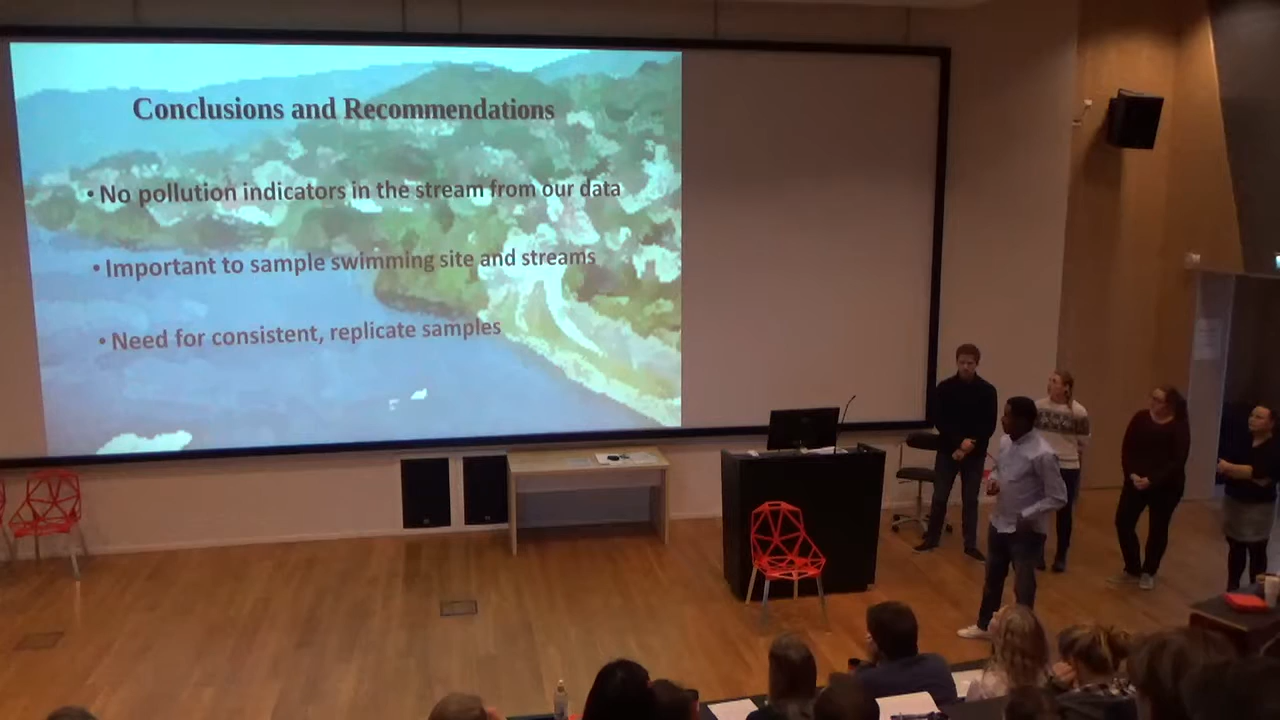 Conclusions and Recommendations
• No pollution indicators in the stream from our data
• Important to sample swimming site and streams
• Need for consistent, replicate samples